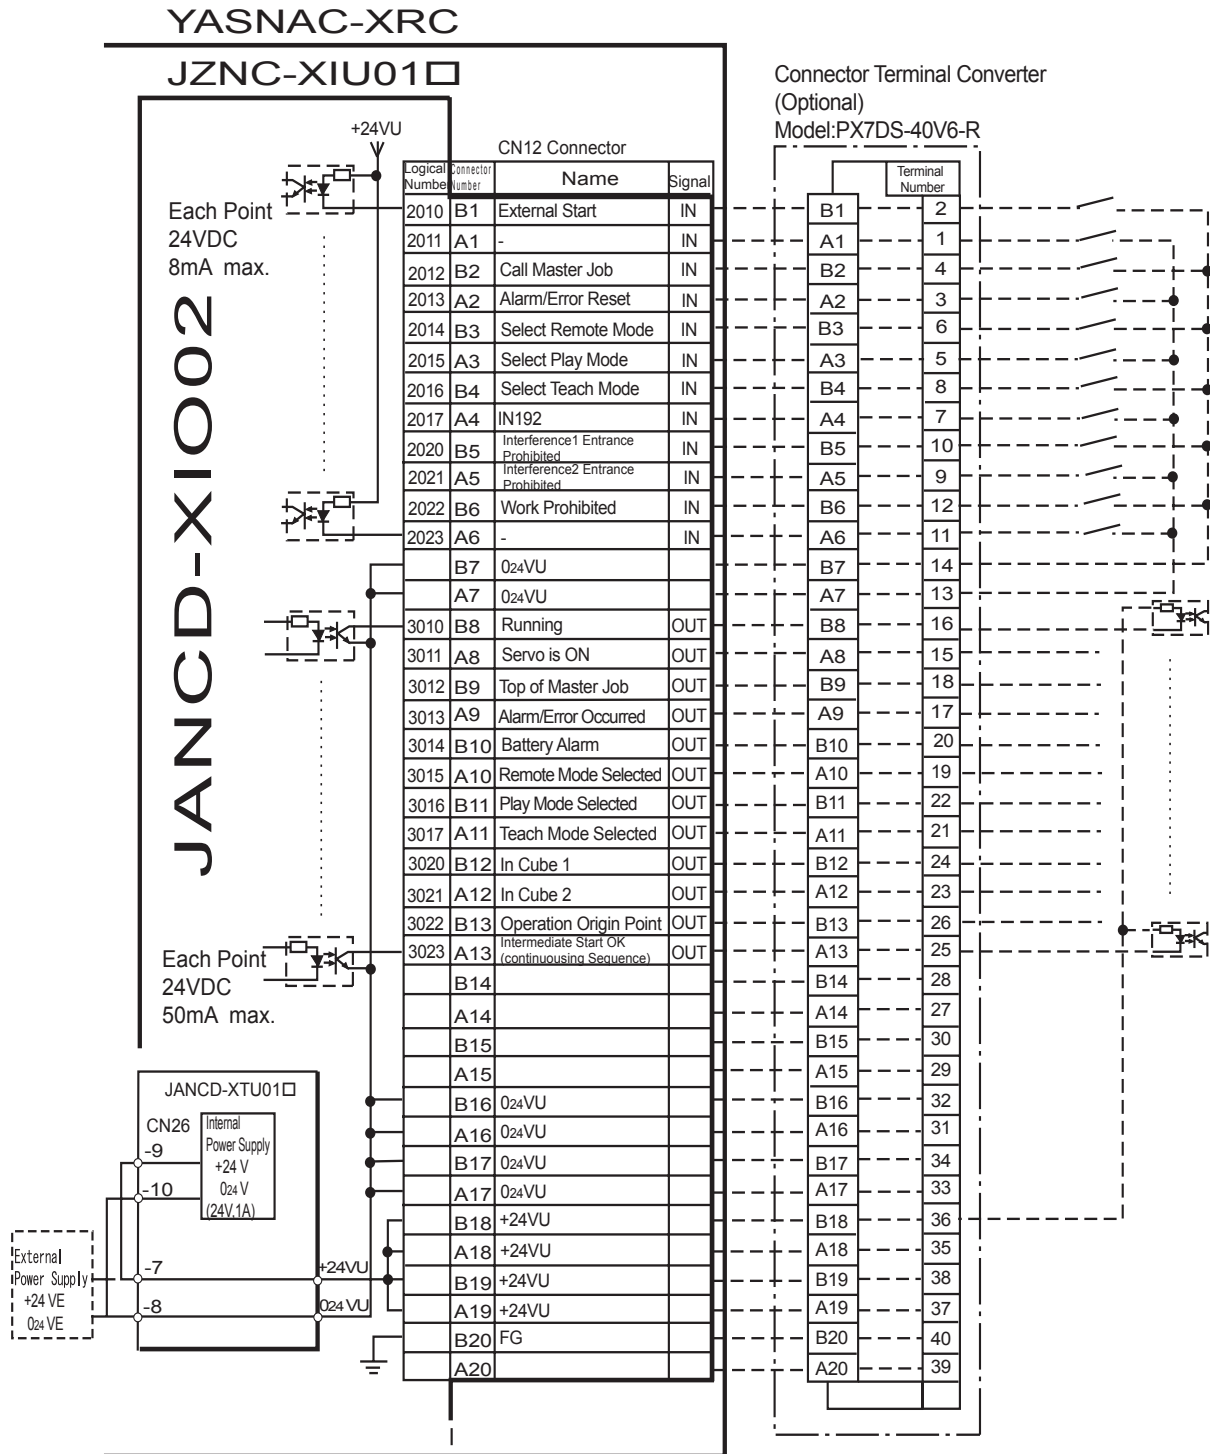 YASNAC-XRC
JZNC-XIU01□
Connector Terminal Converter
(Optional)
Model:PX7DS-40V6-R
+24VU
CN12 Connector
Logical Number Connector Number Name Signal
Terminal Number
Each Point
24VDC
8mA max.
JANCD-XIO02
2010 B1 External Start IN B1 2
2011 A1 - IN A1 1
2012 B2 Call Master Job IN B2 4
2013 A2 Alarm/Error Reset IN A2 3
2014 B3 Select Remote Mode IN B3 6
2015 A3 Select Play Mode IN A3 5
2016 B4 Select Teach Mode IN B4 8
2017 A4 IN192 IN A4 7
2020 B5 Interference1 Entrance Prohibited IN B5 10
2021 A5 Interference2 Entrance Prohibited IN A5 9
2022 B6 Work Prohibited IN B6 12
2023 A6 - IN A6 11
B7 024VU B7 14
A7 024VU A7 13
3010 B8 Running OUT B8 16
3011 A8 Servo is ON OUT A8 15
3012 B9 Top of Master Job OUT B9 18
3013 A9 Alarm/Error Occurred OUT A9 17
3014 B10 Battery Alarm OUT B10 20
3015 A10 Remote Mode Selected OUT A10 19
3016 B11 Play Mode Selected OUT B11 22
3017 A11 Teach Mode Selected OUT A11 21
3020 B12 In Cube 1 OUT B12 24
3021 A12 In Cube 2 OUT A12 23
3022 B13 Operation Origin Point OUT B13 26
3023 A13 Intermediate Start OK (continuousing Sequence) OUT A13 25
Each Point
24VDC
50mA max.
B14 B14 28
A14 A14 27
B15 B15 30
A15 A15 29
B16 024VU B16 32
A16 024VU A16 31
B17 024VU B17 34
A17 024VU A17 33
B18 +24VU B18 36
A18 +24VU A18 35
B19 +24VU B19 38
A19 +24VU A19 37
B20 FG B20 40
A20 A20 39
JANCD-XTU01□
CN26
Internal
Power Supply
+24 V
024 V
(24V,1A)
-9
-10
-7
-8
+24VU
024 VU
External
Power Supply
+24 VE
024 VE